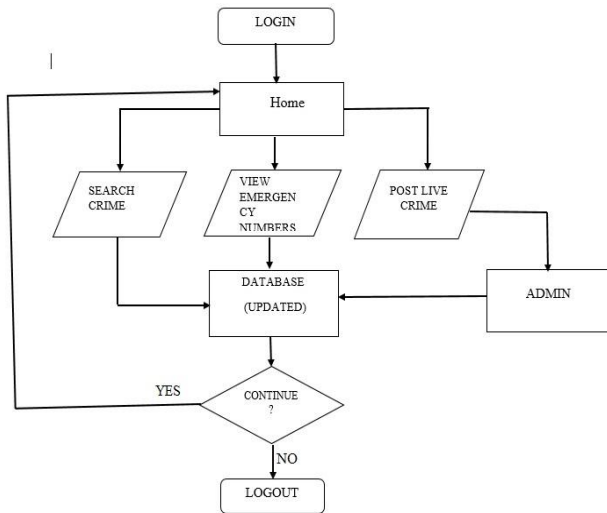 LOGIN
Home
SEARCH
CRIME
VIEW
EMERGEN
CY
NUMBERS
POST LIVE
CRIME
DATABASE
(UPDATED)
ADMIN
YES
CONTINUE
?
NO
LOGOUT